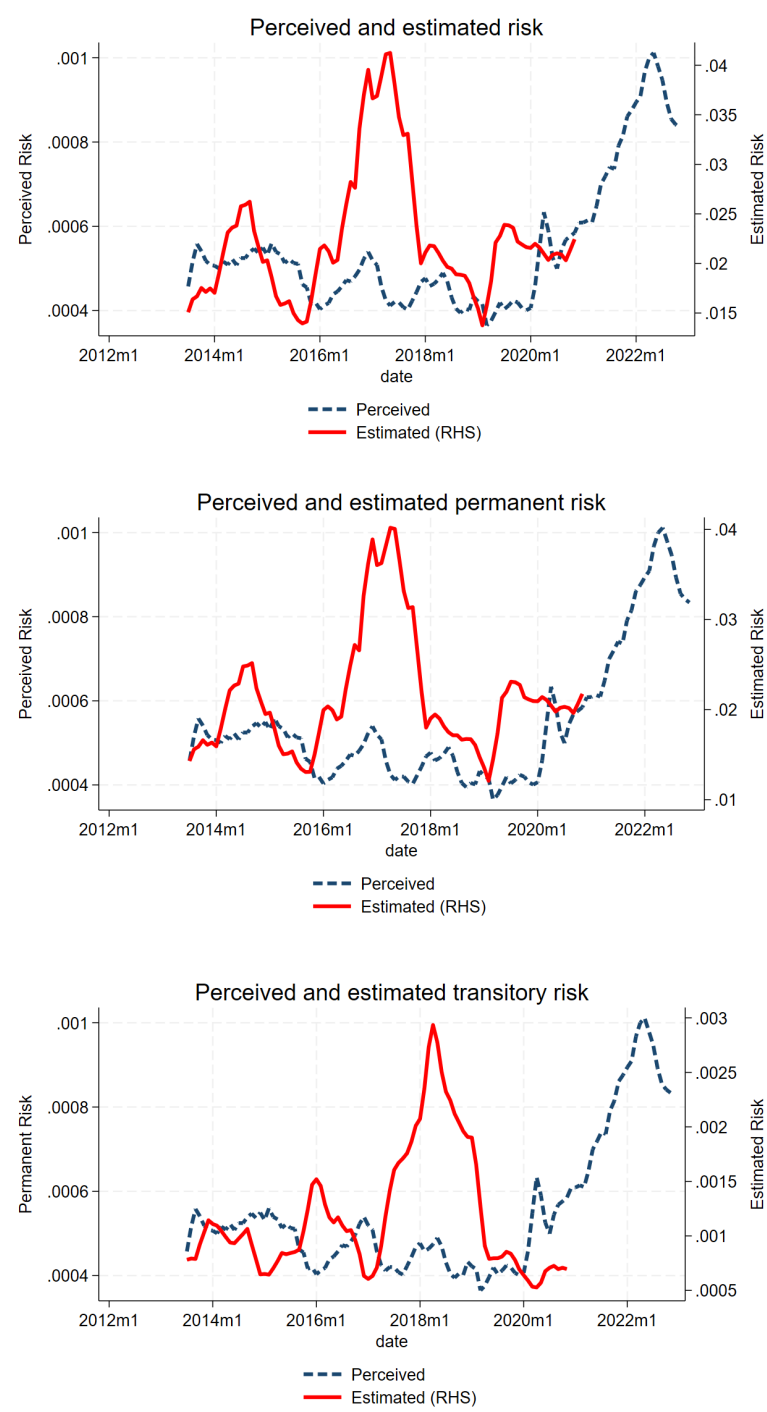 Perceived and estimated risk
Perceived Risk
.001
.0008
.0006
.0004
.04
.035
.03
.025
.02
.015
Estimated Risk
2012m1 2014m1 2016m1 2018m1 2020m1 2022m1
date
Perceived
Estimated (RHS)
Perceived and estimated permanent risk
Perceived Risk
.001
.0008
.0006
.0004
.04
.03
.02
.01
Estimated Risk
2012m1 2014m1 2016m1 2018m1 2020m1 2022m1
date
Perceived
Estimated (RHS)
Perceived and estimated transitory risk
Permanent Risk
.001
.0008
.0006
.0004
.003
.0025
.002
.0015
.001
.0005
Estimated Risk
2012m1 2014m1 2016m1 2018m1 2020m1 2022m1
date
Perceived
Estimated (RHS)